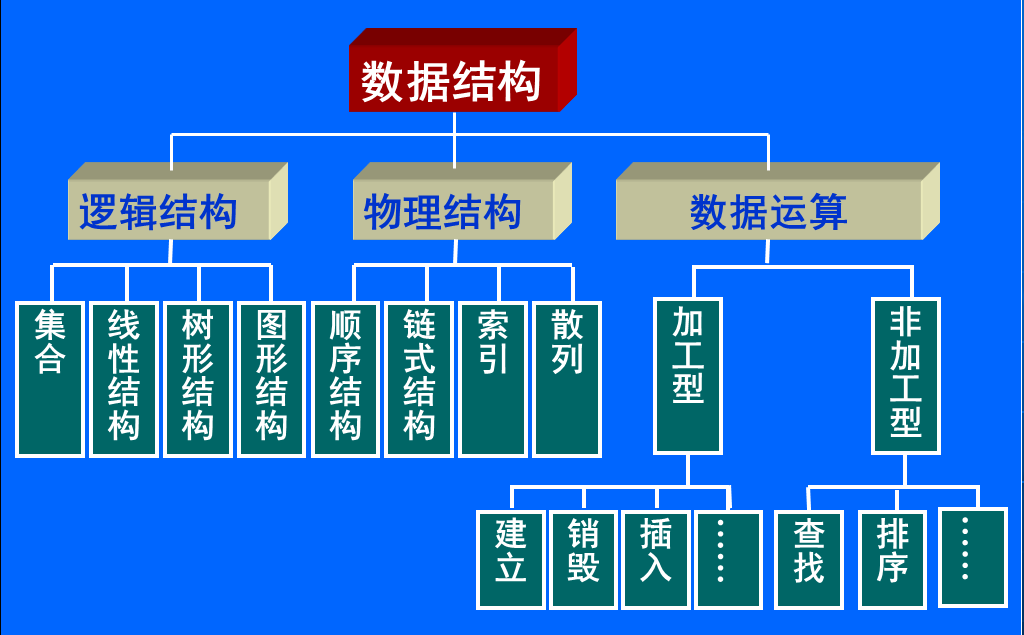 数据结构
逻辑结构
物理结构
数据运算
集合
线性结构
树形结构
图形结构
顺序结构
链式结构
索引
散列
加工型
非加工型
建立
销毁
插入
……
查找
排序
……